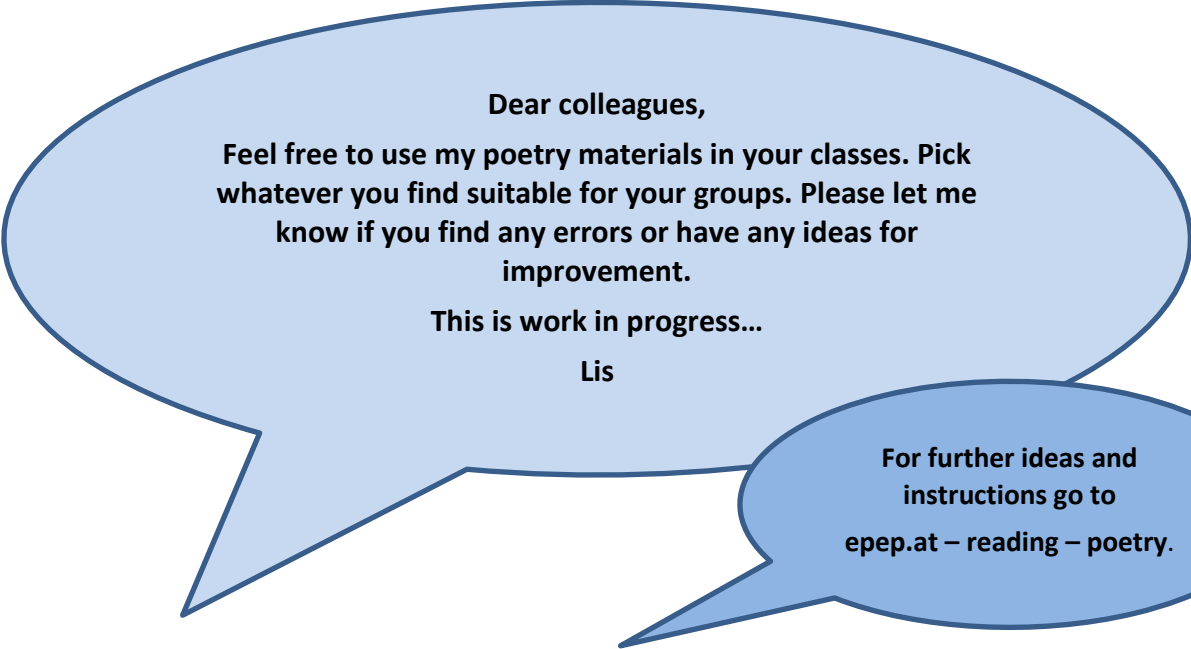 Dear colleagues,
Feel free to use my poetry materials in your classes. Pick
whatever you find suitable for your groups. Please let me
know if you find any errors or have any ideas for
improvement.
This is work in progress…
Lis
For further ideas and
instructions go to
epep.at – reading – poetry.